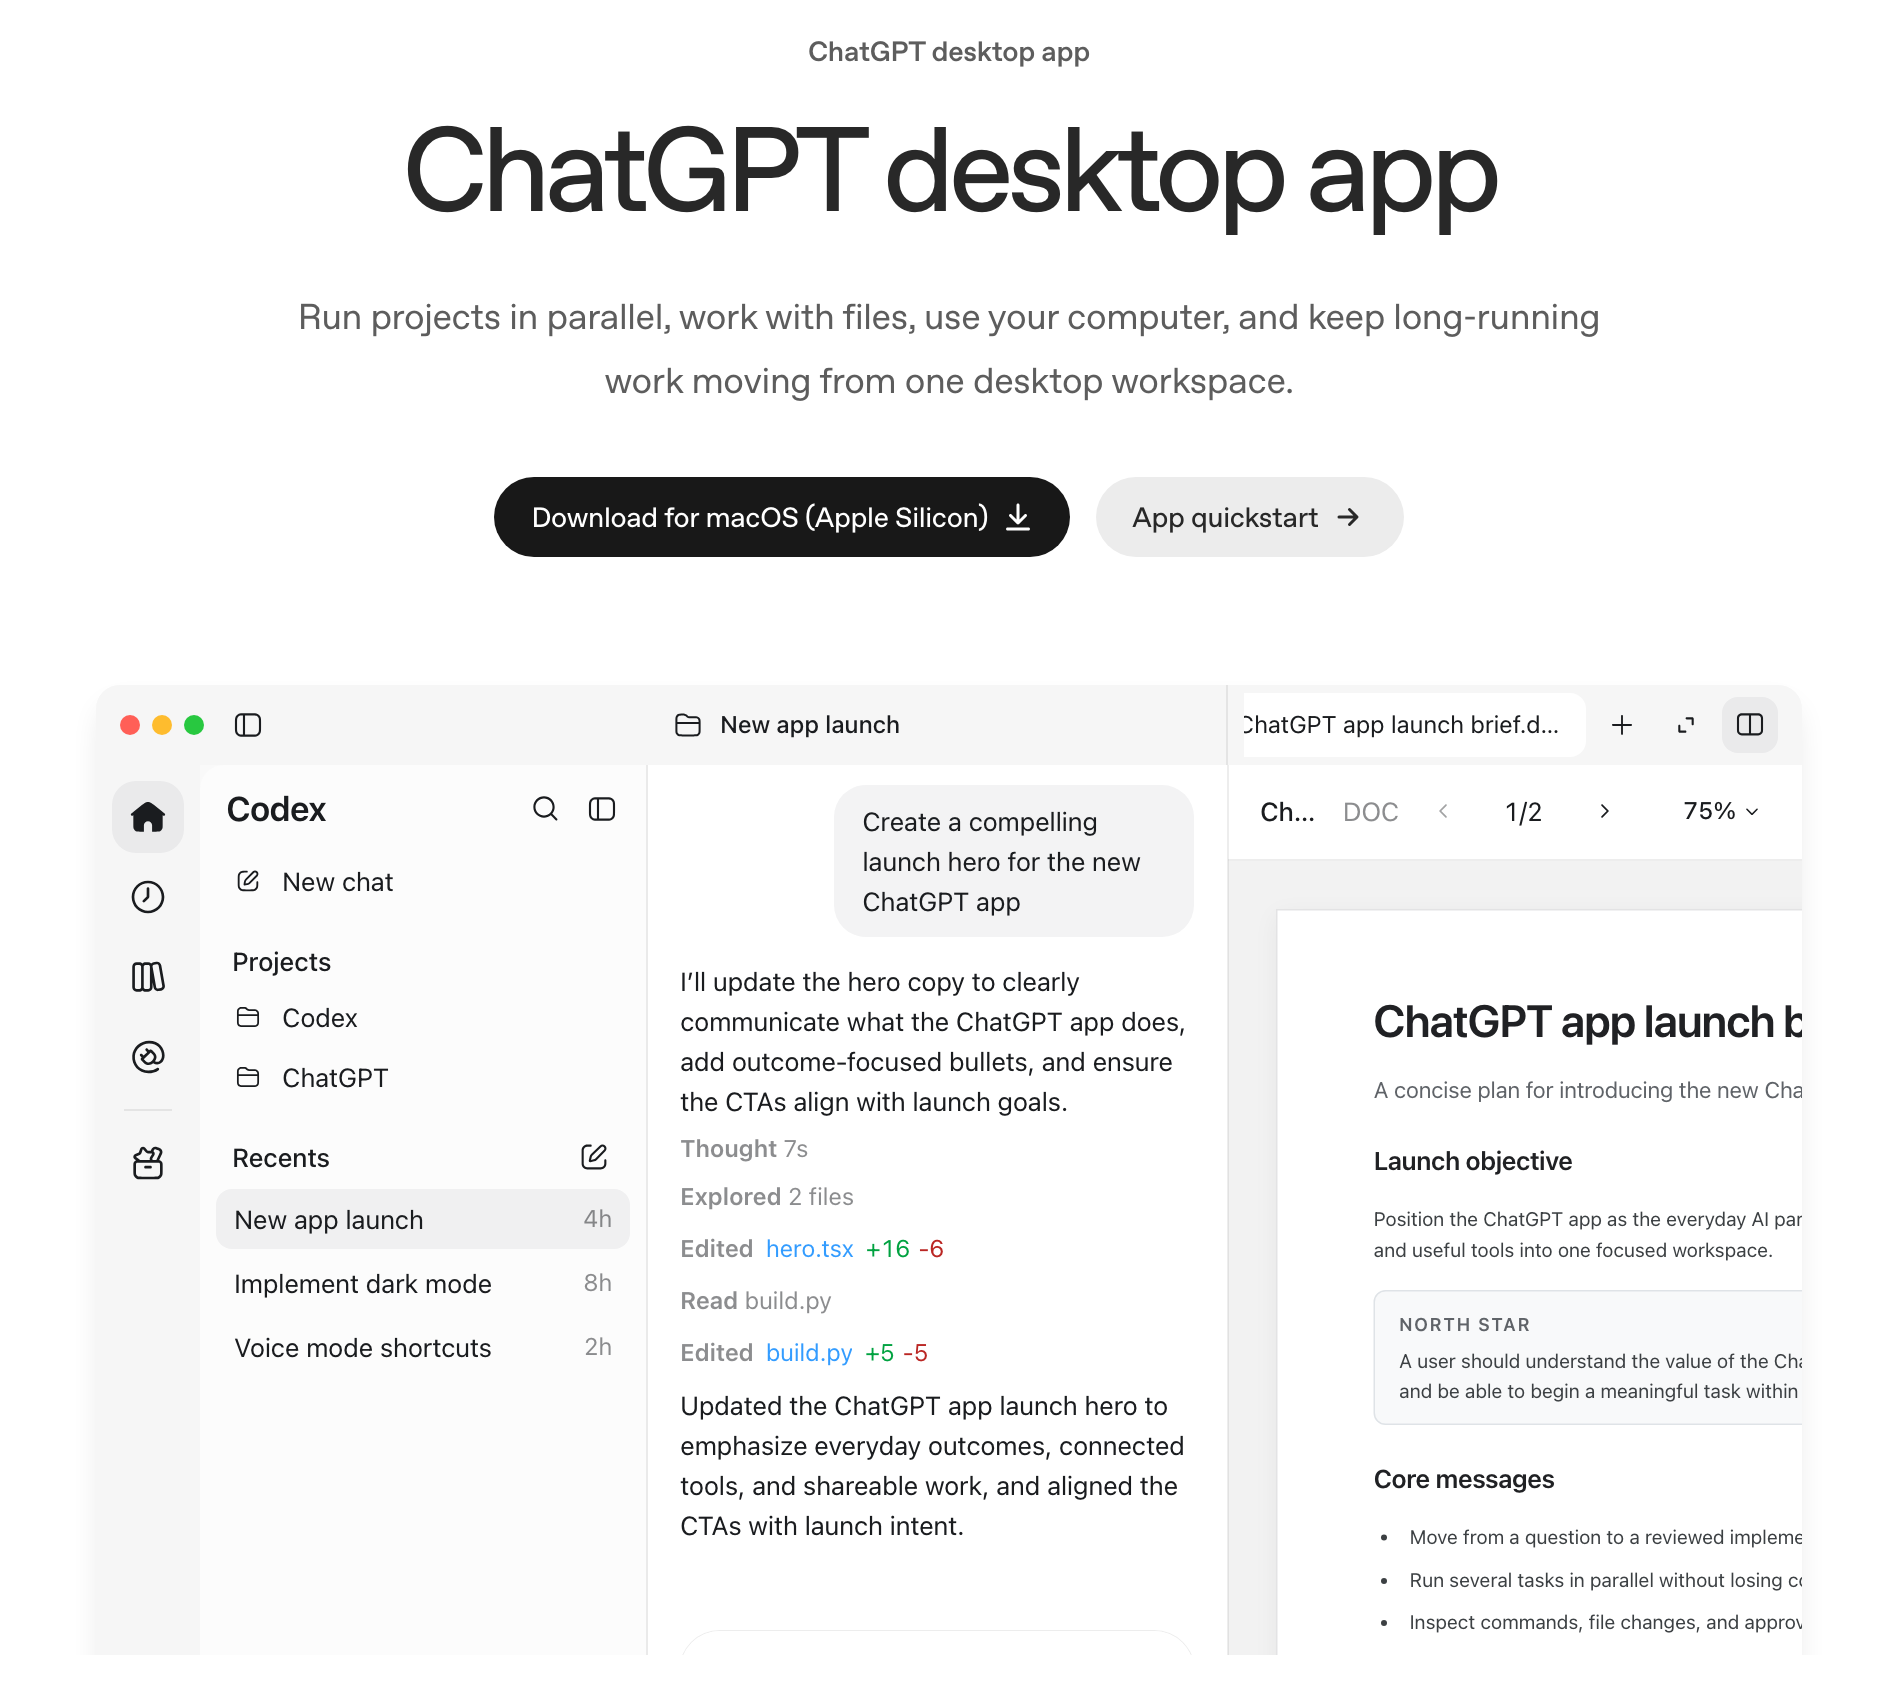 ChatGPT desktop app
ChatGPT desktop app
Run projects in parallel, work with files, use your computer, and keep long-running
work moving from one desktop workspace.
Download for macOS (Apple Silicon)
App quickstart
New app launch
ChatGPT app launch brief.d...
Codex
New chat
Projects
Codex
ChatGPT
Recents
New app launch 4h
Implement dark mode 8h
Voice mode shortcuts 2h
Create a compelling
launch hero for the new
ChatGPT app
I’ll update the hero copy to clearly
communicate what the ChatGPT app does,
add outcome-focused bullets, and ensure
the CTAs align with launch goals.
Thought 7s
Explored 2 files
Edited hero.tsx +16 -6
Read build.py
Edited build.py +5 -5
Updated the ChatGPT app launch hero to
emphasize everyday outcomes, connected
tools, and shareable work, and aligned the
CTAs with launch intent.
Ch... DOC 1/2 75%
ChatGPT app launch b
A concise plan for introducing the new Cha
Launch objective
Position the ChatGPT app as the everyday AI par
and useful tools into one focused workspace.
NORTH STAR
A user should understand the value of the Cha
and be able to begin a meaningful task within
Core messages
• Move from a question to a reviewed impleme
• Run several tasks in parallel without losing co
• Inspect commands, file changes, and approv